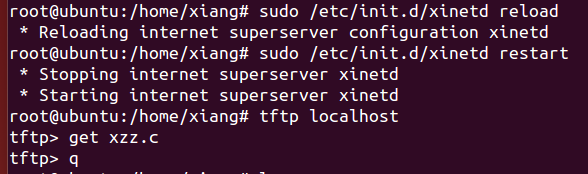 root@ubuntu:/home/xiang# sudo /etc/init.d/xinetd reload
 * Reloading internet superserver configuration xinetd
root@ubuntu:/home/xiang# sudo /etc/init.d/xinetd restart
 * Stopping internet superserver xinetd
 * Starting internet superserver xinetd
root@ubuntu:/home/xiang# tftp localhost
tftp> get xzz.c
tftp> q